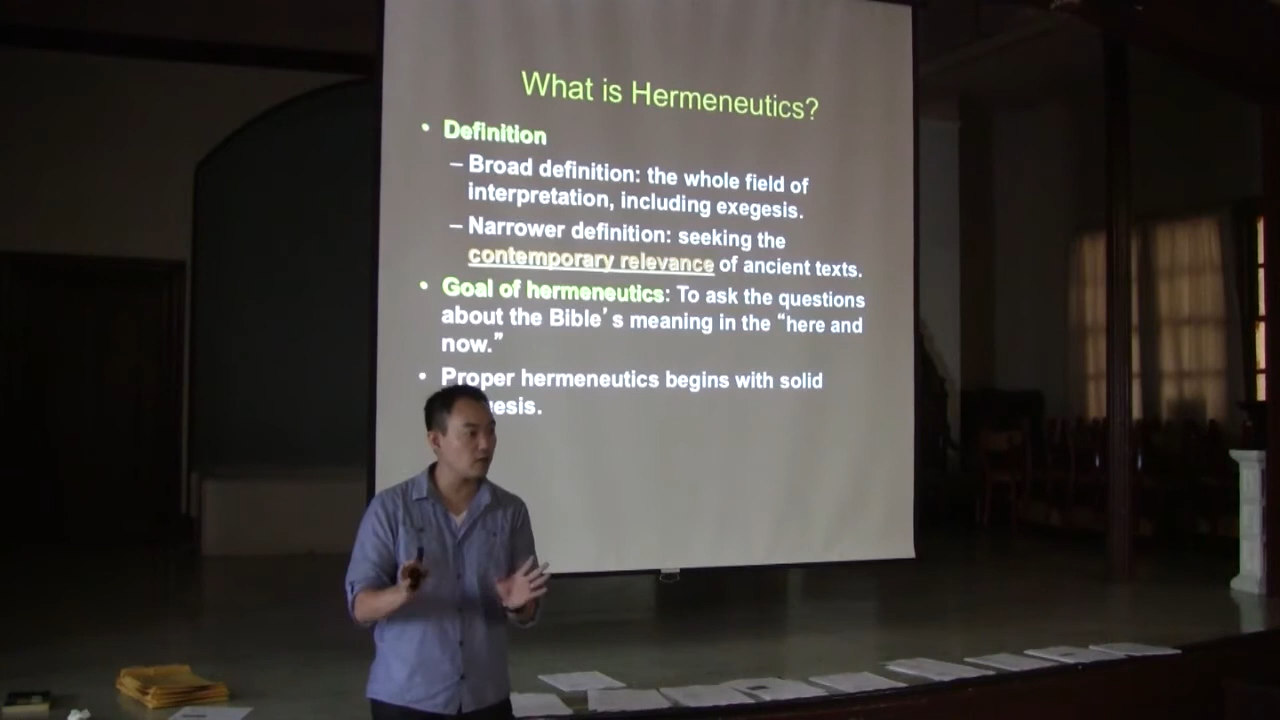 What is Hermeneutics?
• Definition
– Broad definition: the whole field of
interpretation, including exegesis.
– Narrower definition: seeking the
contemporary relevance of ancient texts.
• Goal of hermeneutics: To ask the questions
about the Bible's meaning in the “here and
now.”
• Proper hermeneutics begins with solid